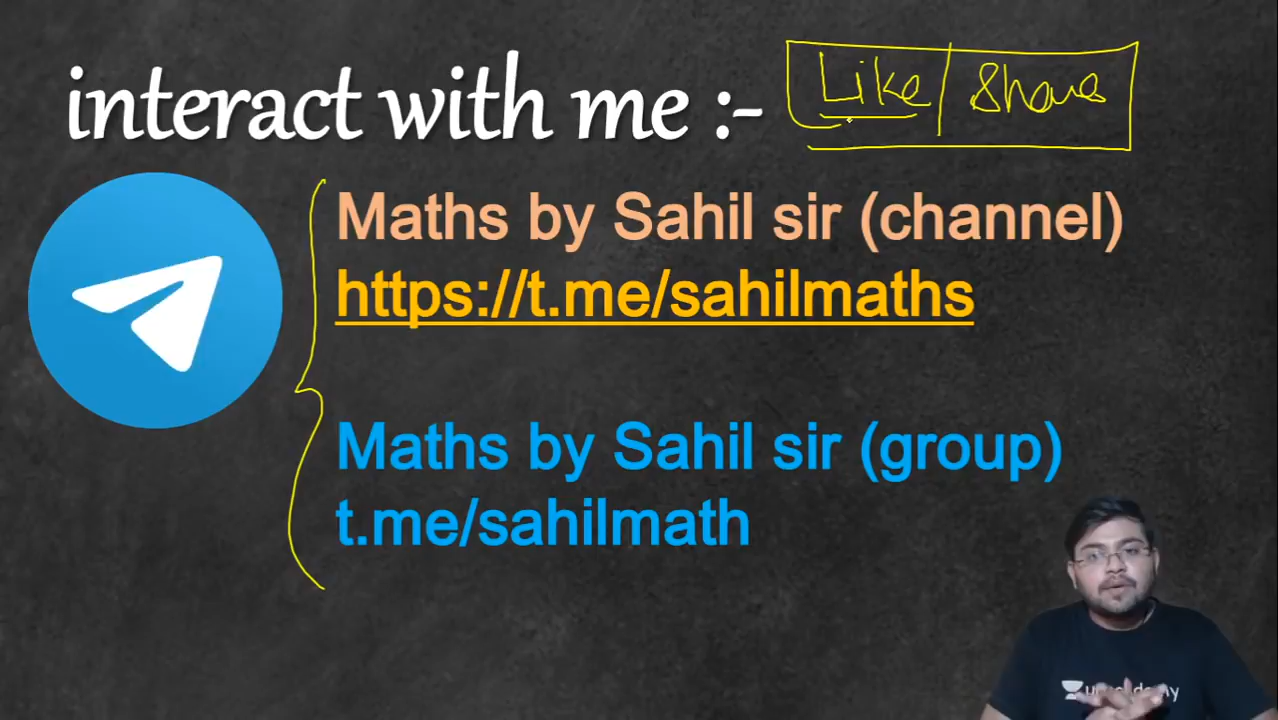 interact with me :-
Like | Share
Maths by Sahil sir (channel)
https://t.me/sahilmaths
Maths by Sahil sir (group)
t.me/sahilmath
unacademy